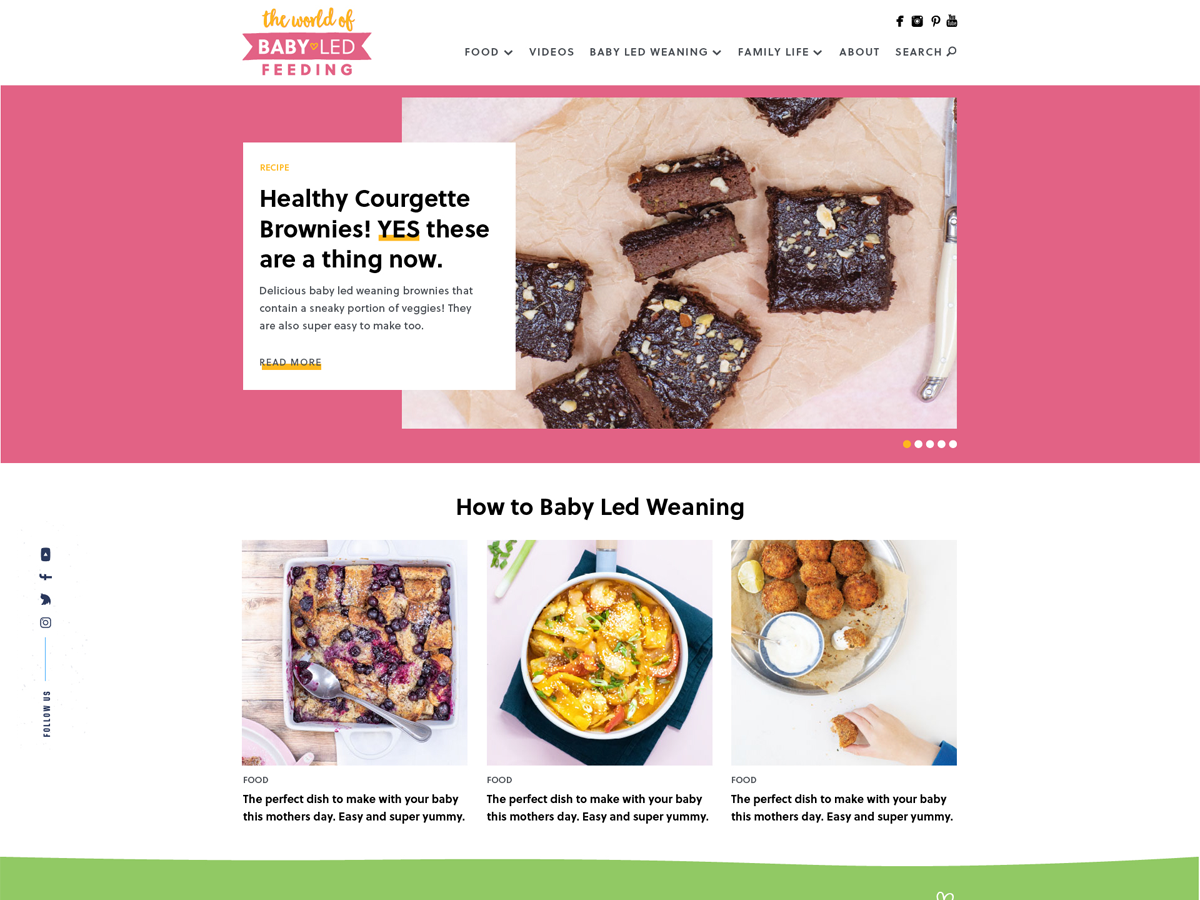 the world of
BABY LED
FEEDING
FOOD VIDEOS BABY LED WEANING FAMILY LIFE ABOUT SEARCH
RECIPE
Healthy Courgette
Brownies! YES these
are a thing now.
Delicious baby led weaning brownies that
contain a sneaky portion of veggies! They
are also super easy to make too.
READ MORE
How to Baby Led Weaning
FOLLOW US
FOOD
The perfect dish to make with your baby
this mothers day. Easy and super yummy.
FOOD
The perfect dish to make with your baby
this mothers day. Easy and super yummy.
FOOD
The perfect dish to make with your baby
this mothers day. Easy and super yummy.